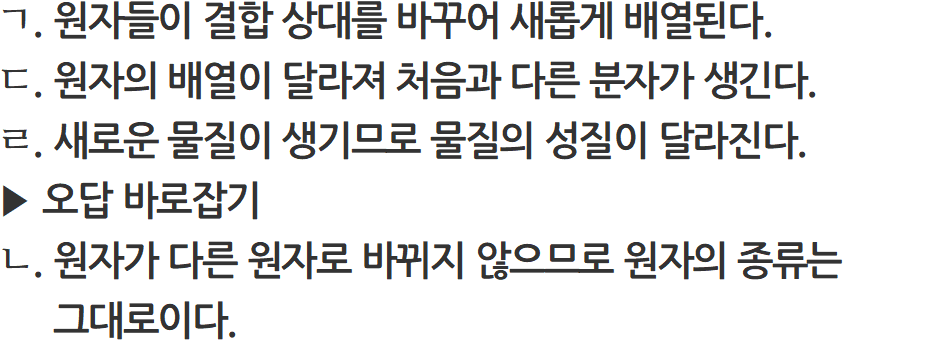 ㄱ. 원자들이 결합 상대를 바꾸어 새롭게 배열된다.
ㄷ. 원자의 배열이 달라져 처음과 다른 분자가 생긴다.
ㄹ. 새로운 물질이 생기므로 물질의 성질이 달라진다.
▶ 오답 바로잡기
ㄴ. 원자가 다른 원자로 바뀌지 않으므로 원자의 종류는
그대로이다.